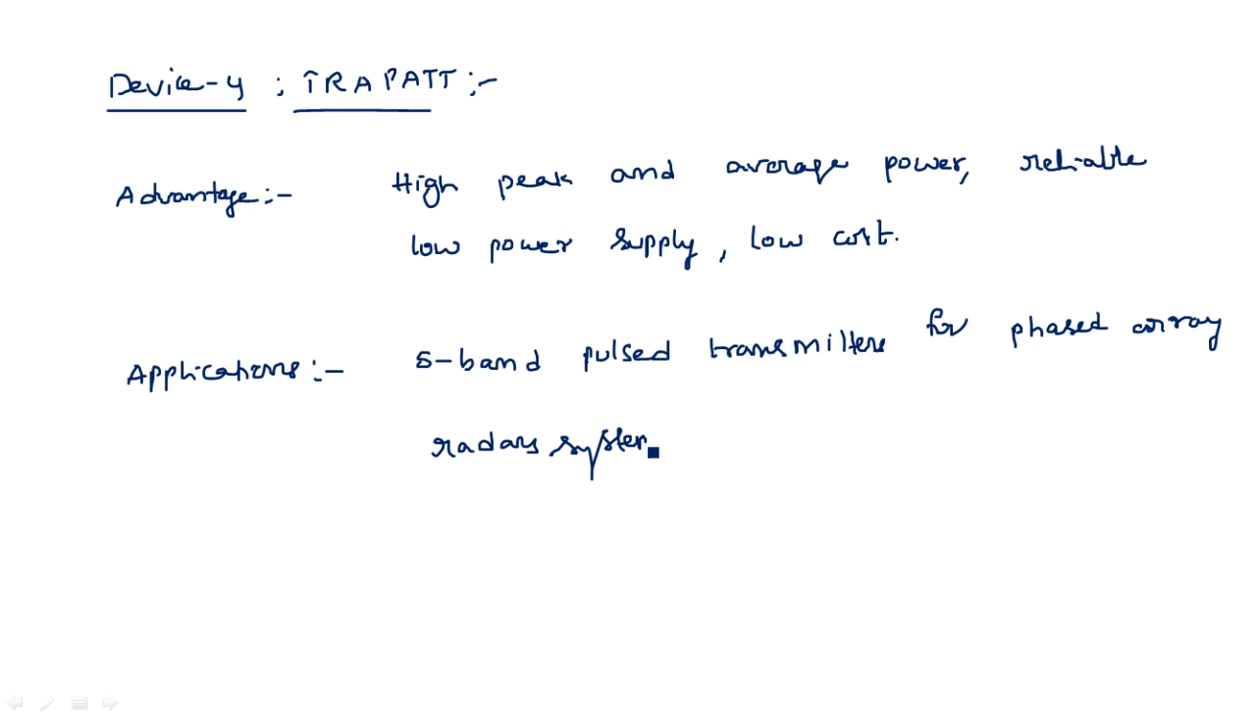 Device-4 : TRAPATT :-
Advantage:- High peak and average power, reliable
low power supply, low cost.
Applications:- S-band pulsed transmitters for phased array
radars system